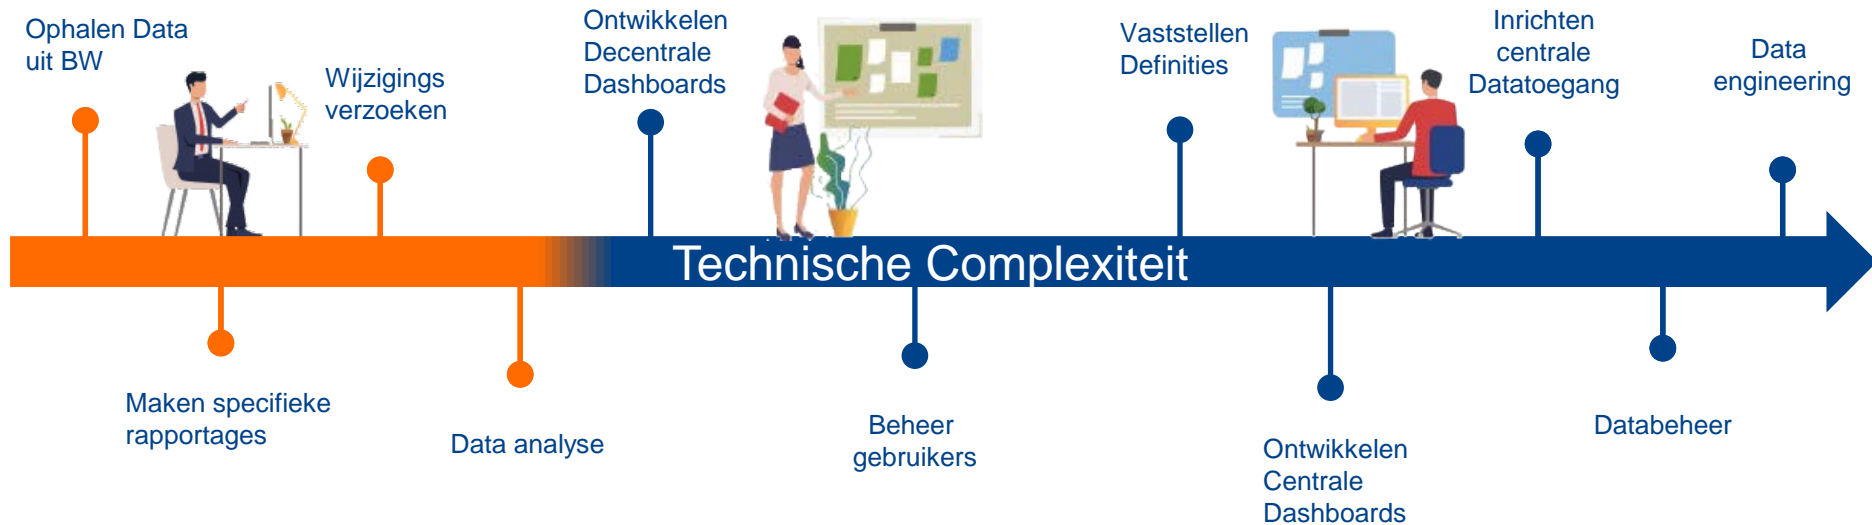 Ophalen Data
uit BW
Wijzigings
verzoeken
Ontwikkelen
Decentrale
Dashboards
Vaststellen
Definities
Inrichten
centrale
Datatoegang
Data
engineering
Technische Complexiteit
Maken specifieke
rapportages
Data analyse
Beheer
gebruikers
Ontwikkelen
Centrale
Dashboards
Databeheer